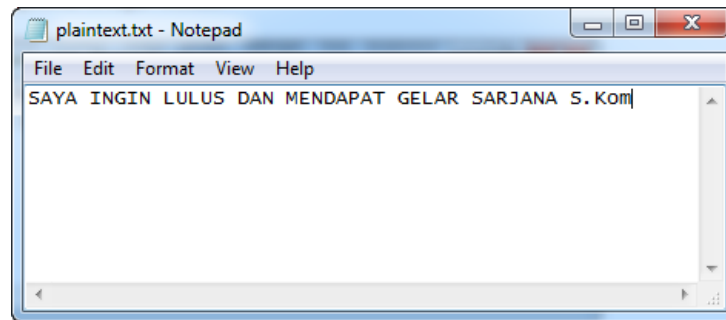 plaintext.txt - Notepad
File Edit Format View Help
SAYA INGIN LULUS DAN MENDAPAT GELAR SARJANA S.Kom